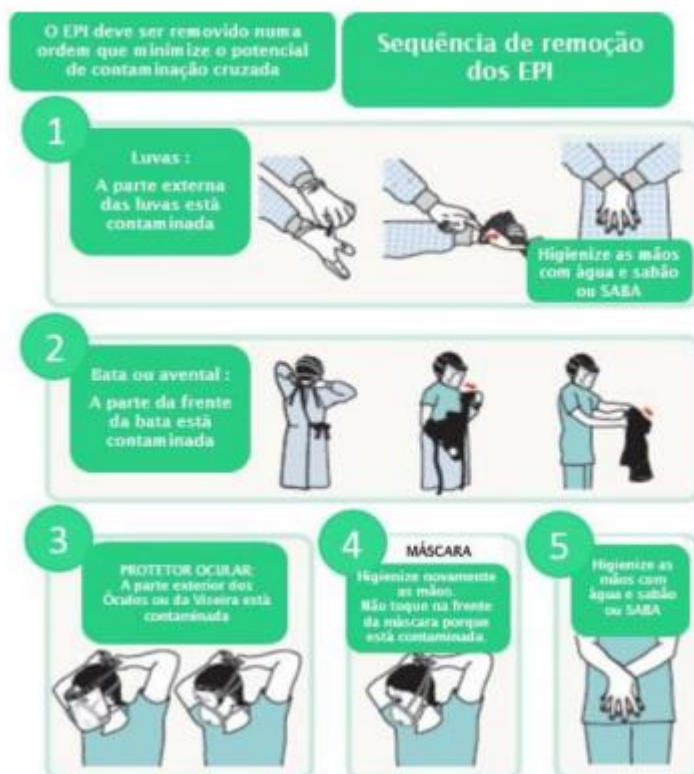 O EPI deve ser removido numa
ordem que minimize o potencial
de contaminação cruzada
Sequência de remoção
dos EPI
1
Luvas :
A parte externa
das luvas está
contaminada
Higienize as mãos
com água e sabão
ou SABA
2
Bata ou avental :
A parte da frente
da bata está
contaminada
3
PROTETOR OCULAR:
A parte exterior dos
Óculos ou da Viseira está
contaminada
4
MÁSCARA
Higienize novamente
as mãos.
Não toque na frente
da máscara porque
está contaminada.
5
Higienize as
mãos com
água e sabão
ou SABA